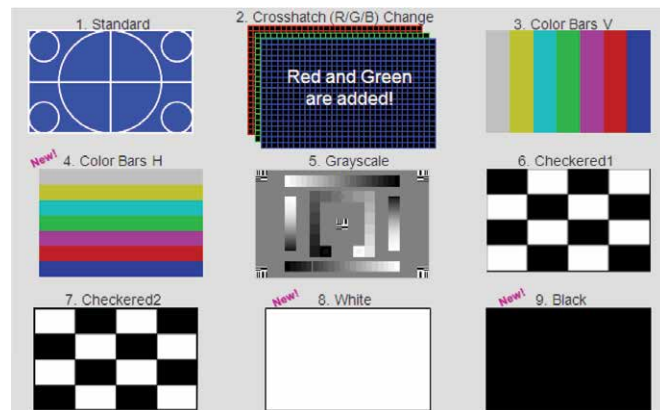 1. Standard
2. Crosshatch (R/G/B) Change
3. Color Bars V
Red and Green
are added!
New!
4. Color Bars H
5. Grayscale
6. Checkered1
7. Checkered2
New!
8. White
New!
9. Black